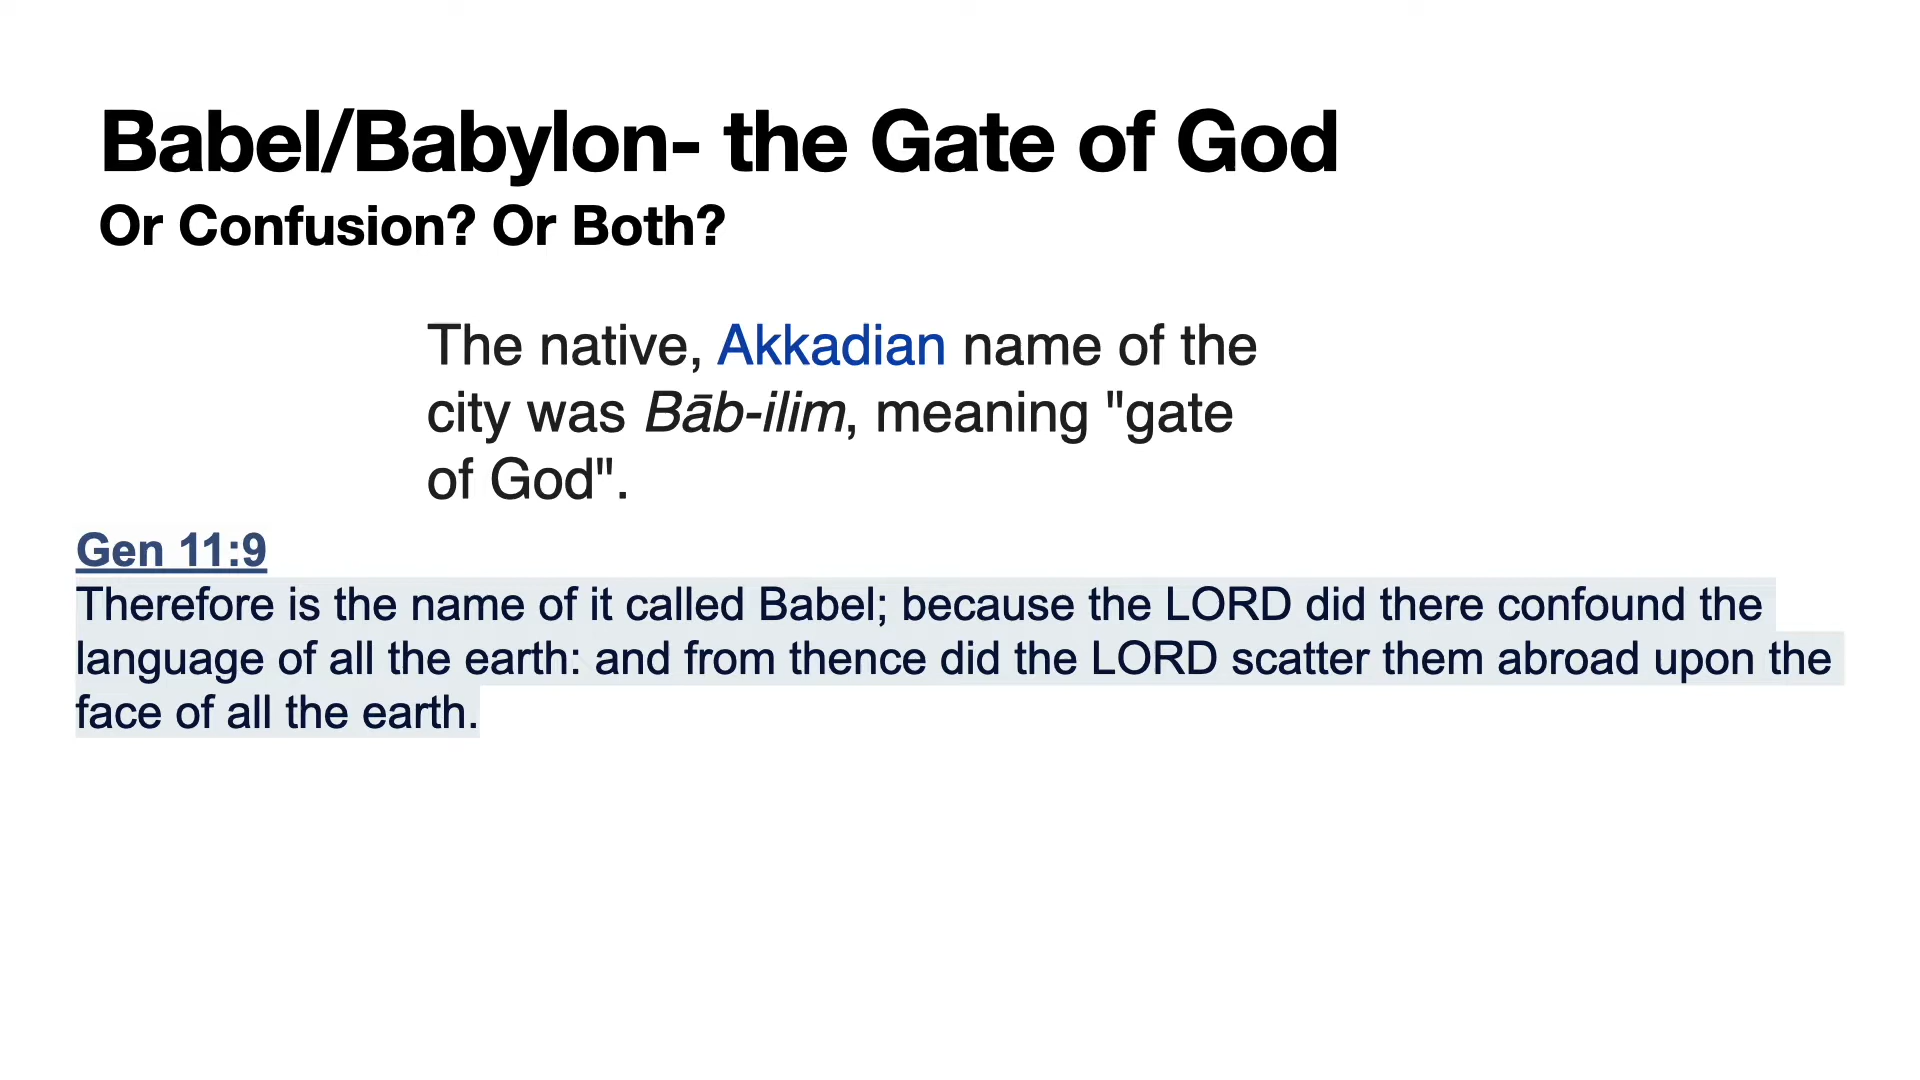 Babel/Babylon- the Gate of God
Or Confusion? Or Both?
The native, Akkadian name of the
city was Bāb-ilim, meaning "gate
of God".
Gen 11:9
Therefore is the name of it called Babel; because the LORD did there confound the
language of all the earth: and from thence did the LORD scatter them abroad upon the
face of all the earth.